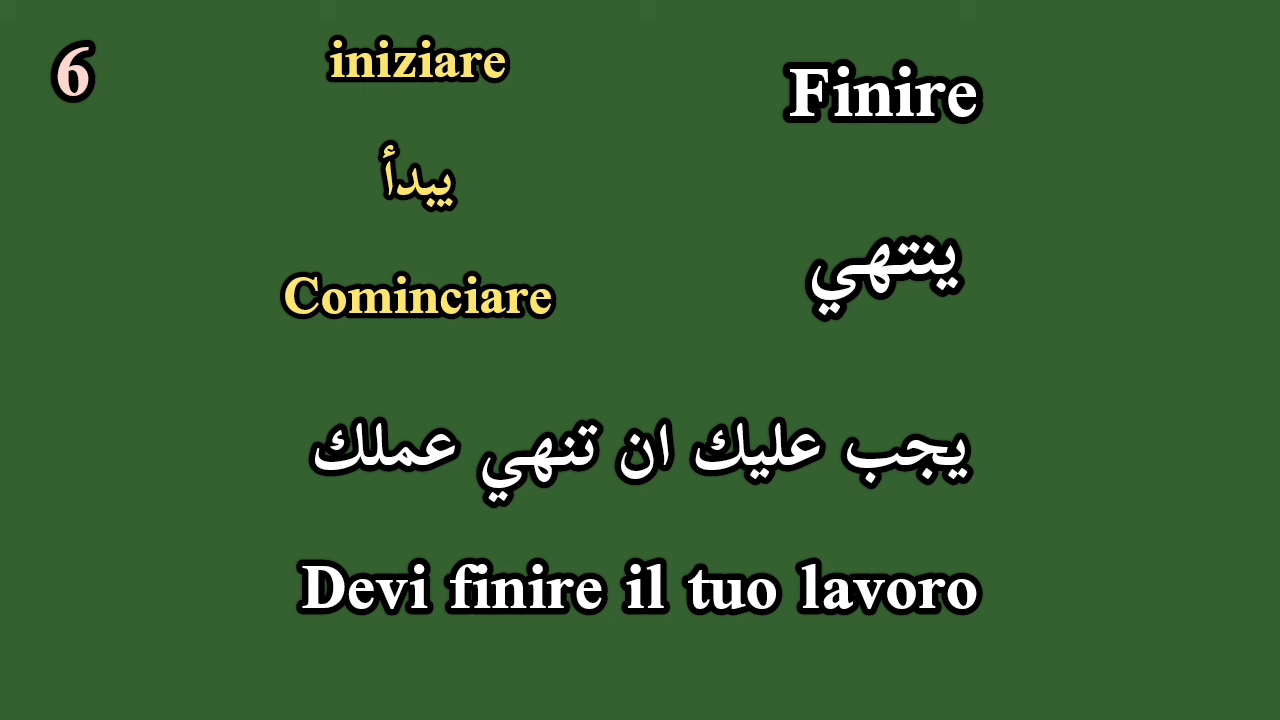 6
iniziare
يبدأ
Cominciare
Finire
ينتهي
يجب عليك ان تنهي عملك
Devi finire il tuo lavoro